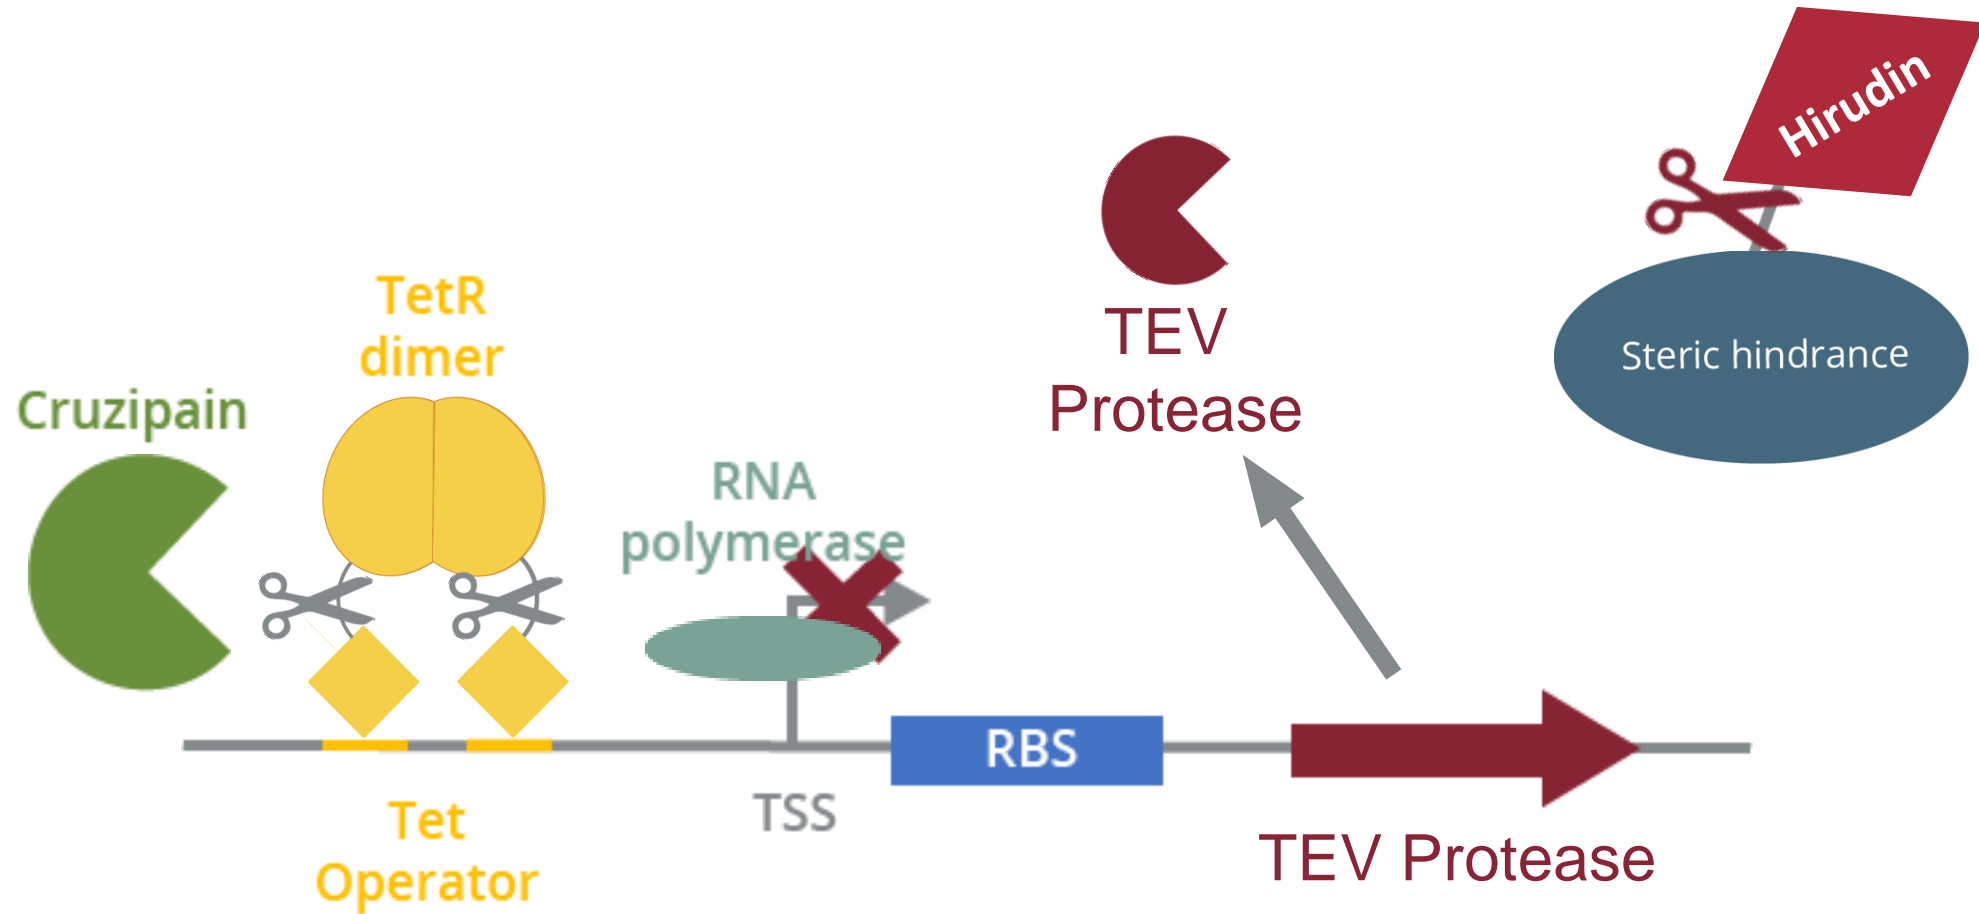 Hirudin
Steric hindrance
TEV
Protease
TetR
dimer
Cruzipain
RNA
polymerase
RBS
TSS
Tet
Operator
TEV Protease